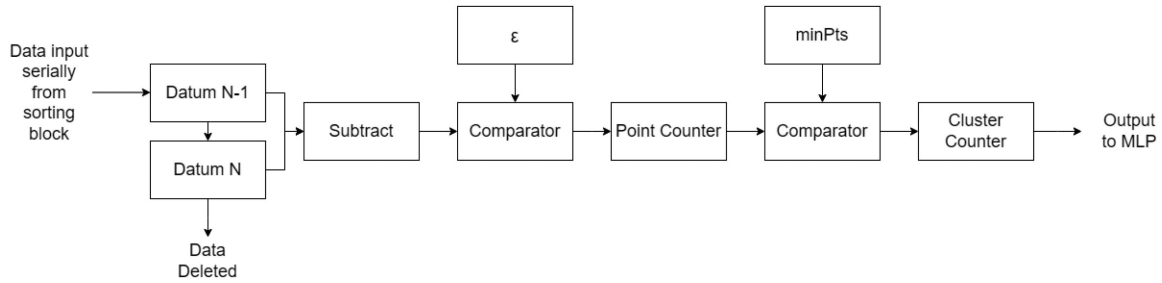 Data input
serially
from
sorting
block
Datum N-1
Datum N
Data
Deleted
Subtract
ε
Comparator
Point Counter
minPts
Comparator
Cluster
Counter
Output
to MLP